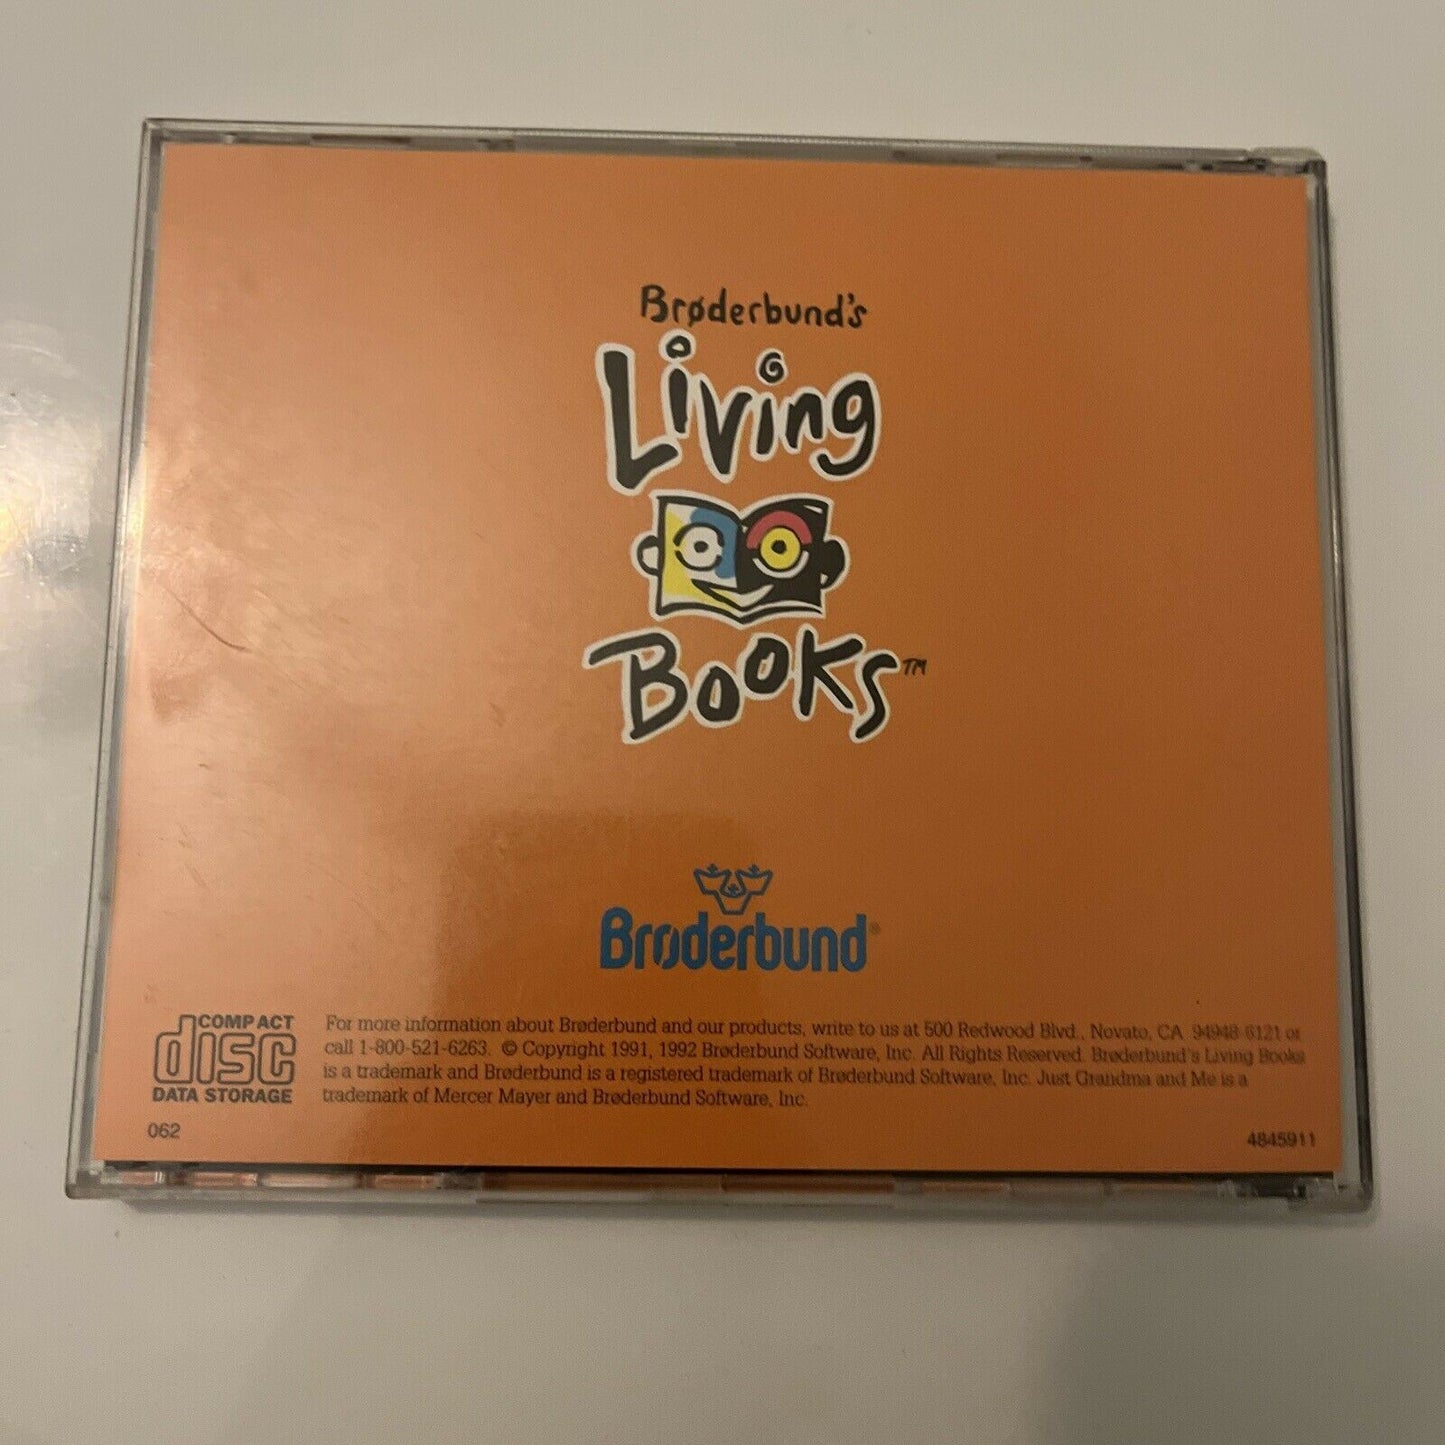 Brøderbund's
Living
Books™
Brøderbund®
COMPACT
disc
DATA STORAGE
For more information about Brøderbund and our products, write to us at 500 Redwood Blvd., Novato, CA 94948-6121 or
call 1-800-521-6263. © Copyright 1991, 1992 Brøderbund Software, Inc. All Rights Reserved. Brøderbund's Living Books
is a trademark and Brøderbund is a registered trademark of Brøderbund Software, Inc. Just Grandma and Me is a
trademark of Mercer Mayer and Brøderbund Software, Inc.
062
4845911